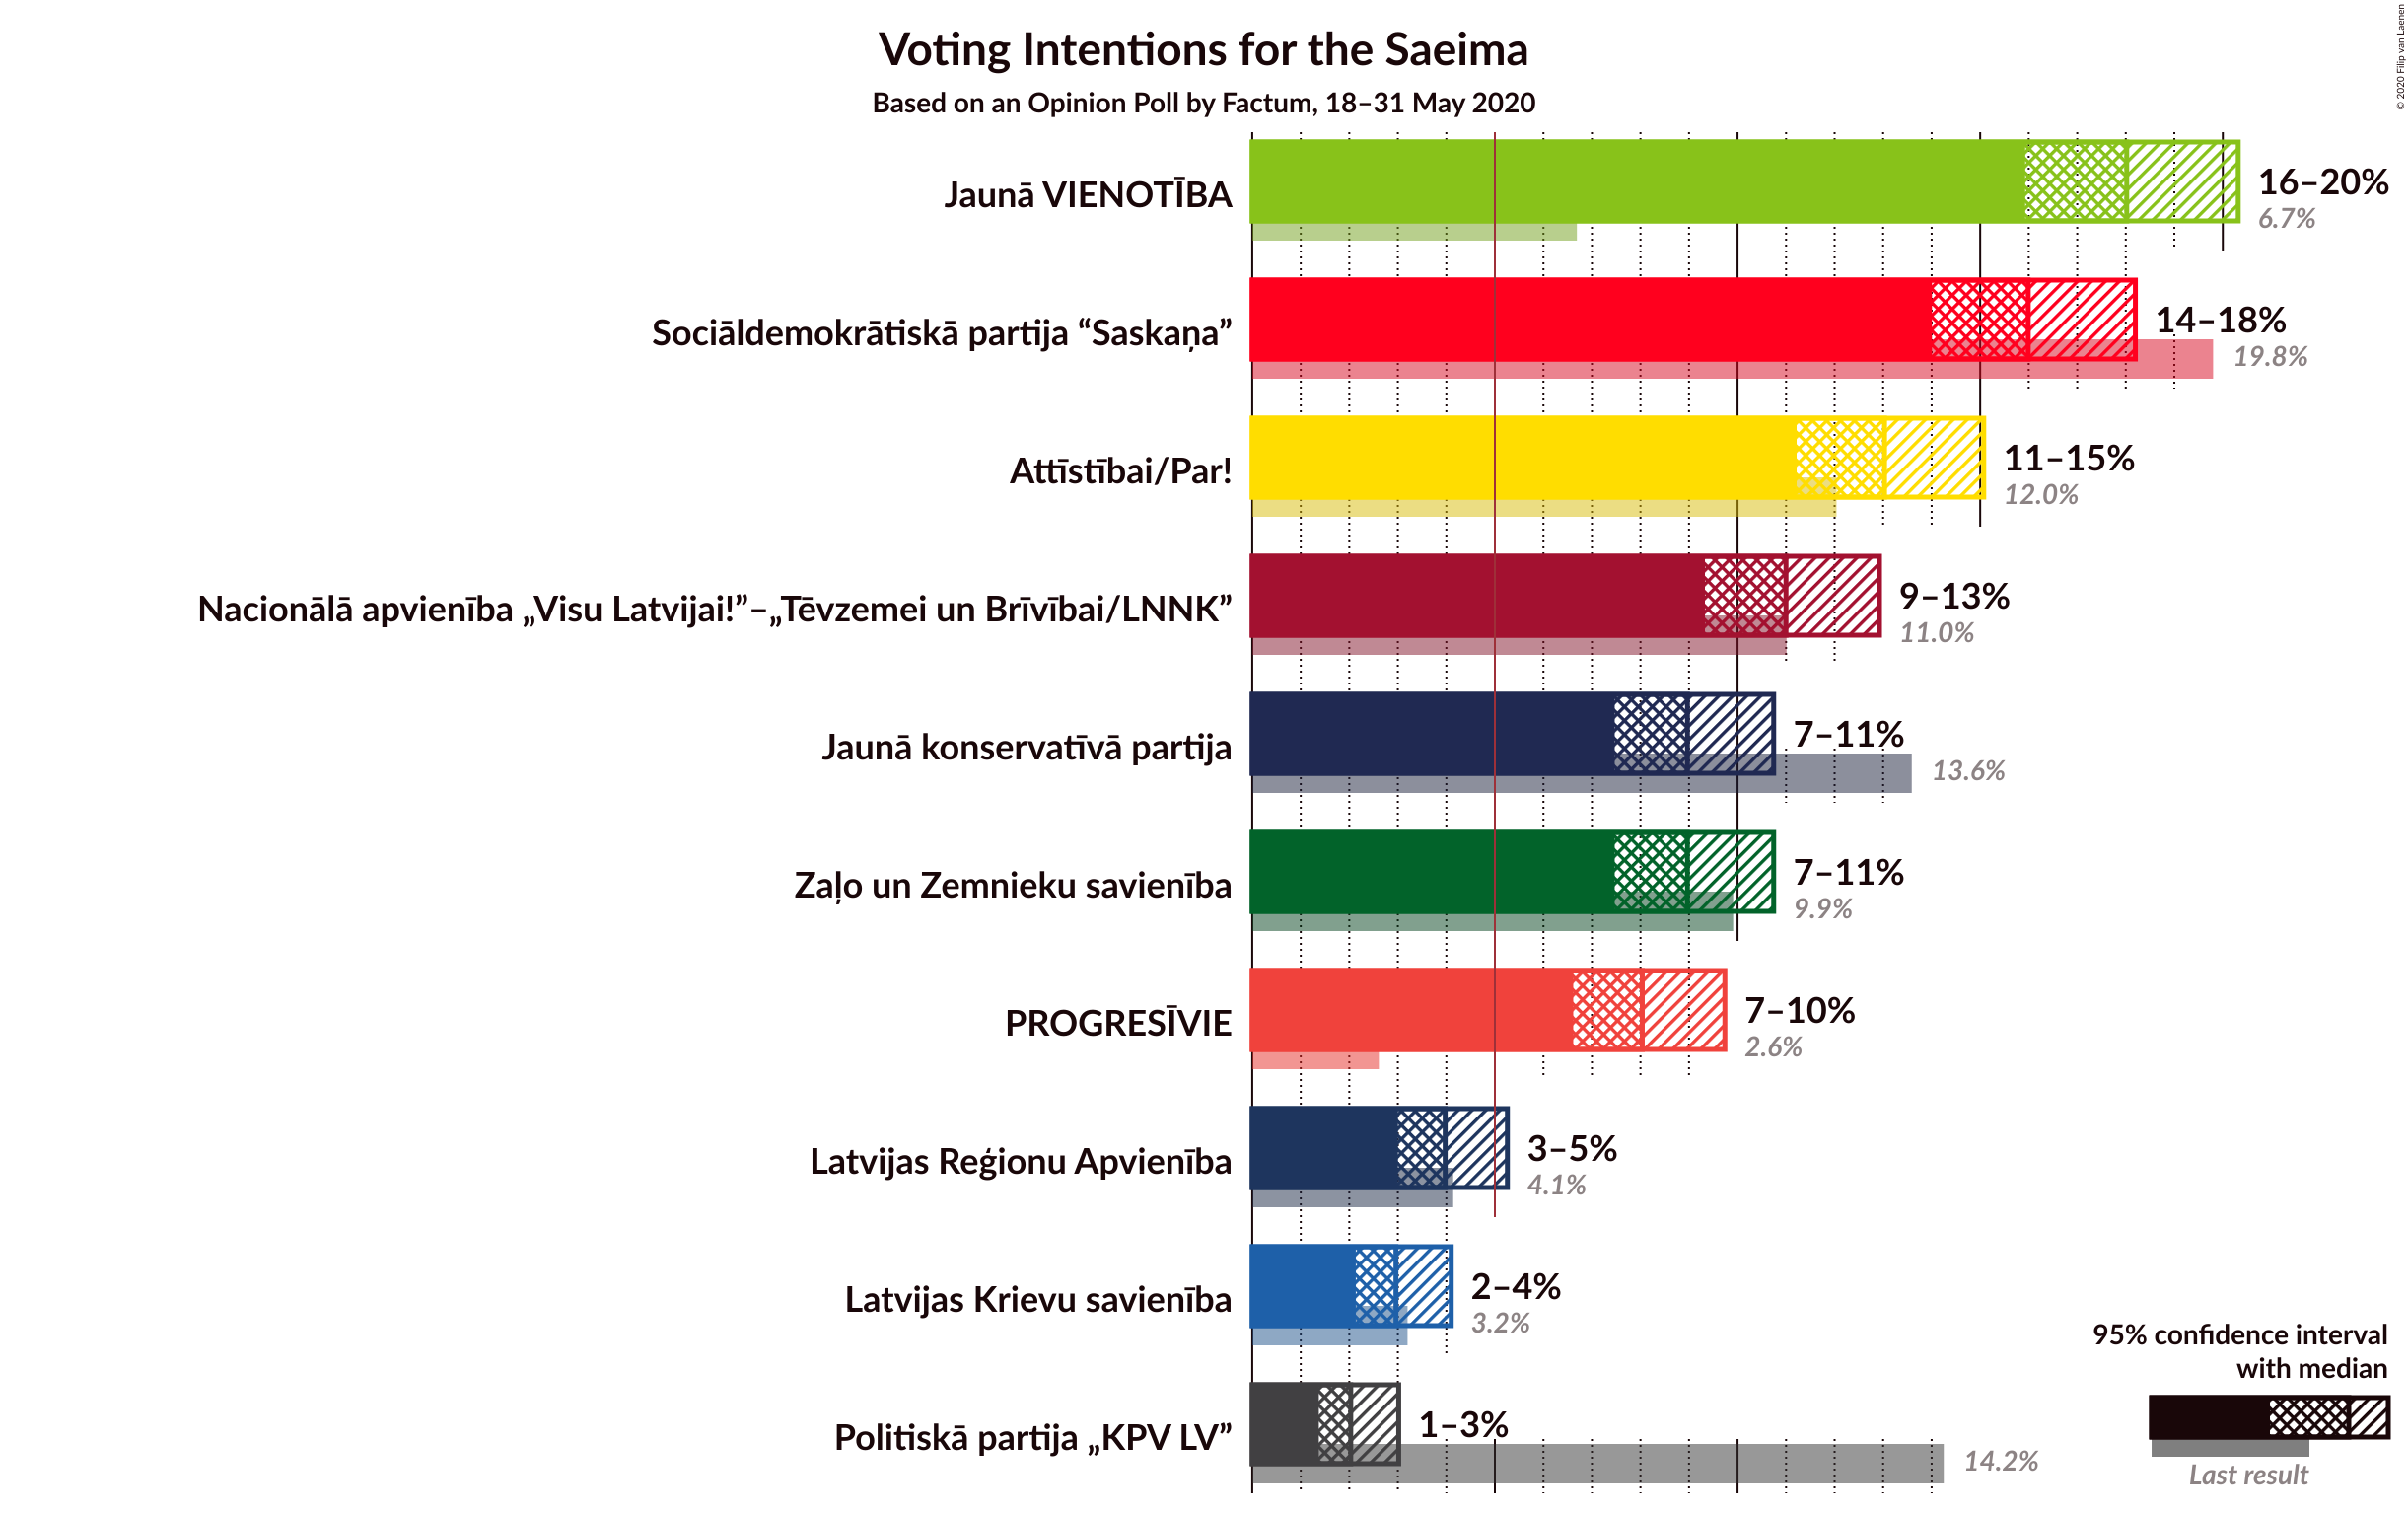 Voting Intentions for the Saeima
Based on an Opinion Poll by Factum, 18–31 May 2020
© 2020 Filip van Laenen
Jaunā VIENOTĪBA
16–20%
6.7%
Sociāldemokrātiskā partija “Saskaņa”
14–18%
19.8%
Attīstībai/Par!
11–15%
12.0%
Nacionālā apvienība „Visu Latvijai!”–„Tēvzemei un Brīvībai/LNNK”
9–13%
11.0%
Jaunā konservatīvā partija
7–11%
13.6%
Zaļo un Zemnieku savienība
7–11%
9.9%
PROGRESĪVIE
7–10%
2.6%
Latvijas Reģionu Apvienība
3–5%
4.1%
Latvijas Krievu savienība
2–4%
3.2%
Politiskā partija „KPV LV”
1–3%
14.2%
95% confidence interval
with median
Last result